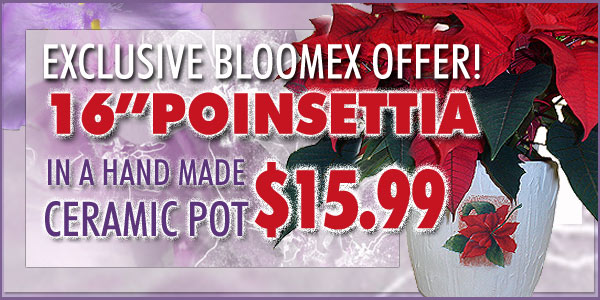 EXCLUSIVE BLOOMEX OFFER!
16"POINSETTIA
IN A HAND MADE
CERAMIC POT $15.99